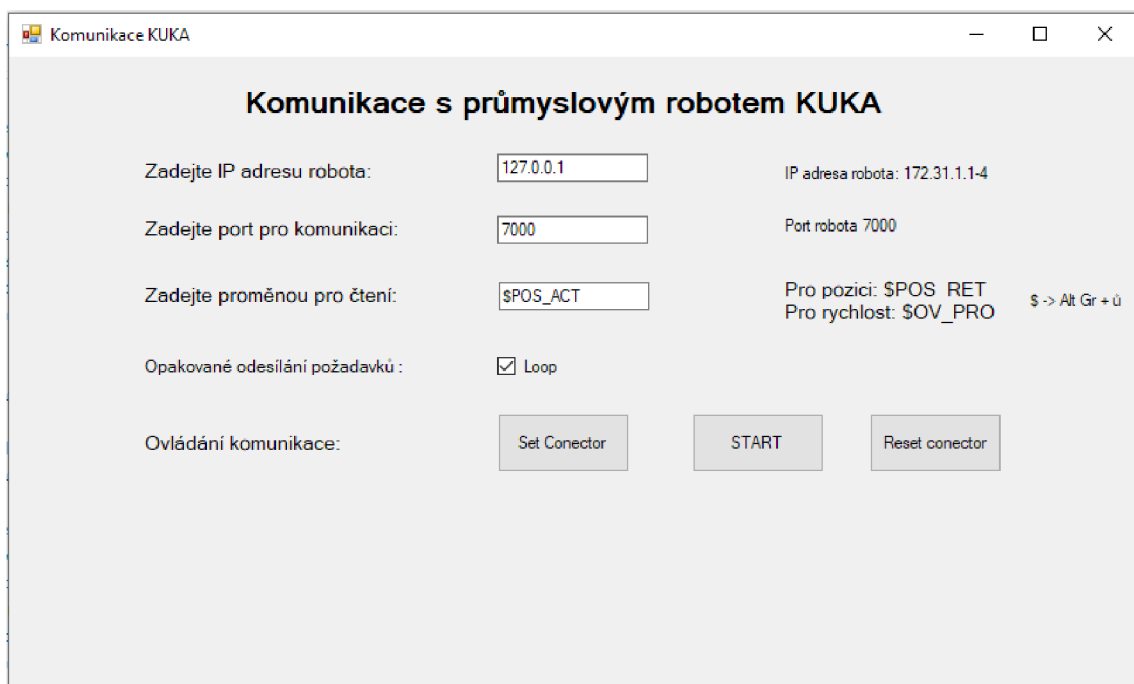 Komunikace KUKA
Komunikace s průmyslovým robotem KUKA
Zadejte IP adresu robota:
127.0.0.1
IP adresa robota: 172.31.1.1-4
Zadejte port pro komunikaci:
7000
Port robota 7000
Zadejte proměnou pro čtení:
$POS_ACT
Pro pozici: $POS_RET
Pro rychlost: $OV_PRO
$ -> Alt Gr + ů
Opakované odesílání požadavků :
Loop
Ovládání komunikace:
Set Conector
START
Reset conector